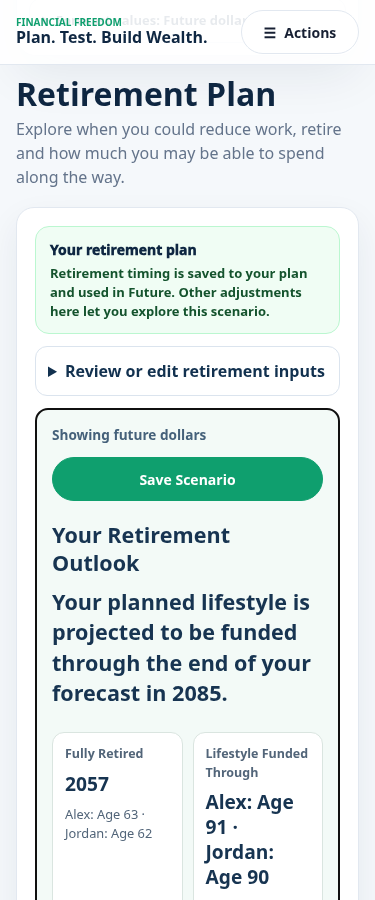 FINANCIAL FREEDOM
alues: Future dollar
Plan. Test. Build Wealth.
☰ Actions
Retirement Plan
Explore when you could reduce work, retire
and how much you may be able to spend
along the way.
Your retirement plan
Retirement timing is saved to your plan
and used in Future. Other adjustments
here let you explore this scenario.
▶ Review or edit retirement inputs
Showing future dollars
Save Scenario
Your Retirement
Outlook
Your planned lifestyle is
projected to be funded
through the end of your
forecast in 2085.
Fully Retired
2057
Alex: Age 63 ·
Jordan: Age 62
Lifestyle Funded
Through
Alex: Age
91 ·
Jordan:
Age 90